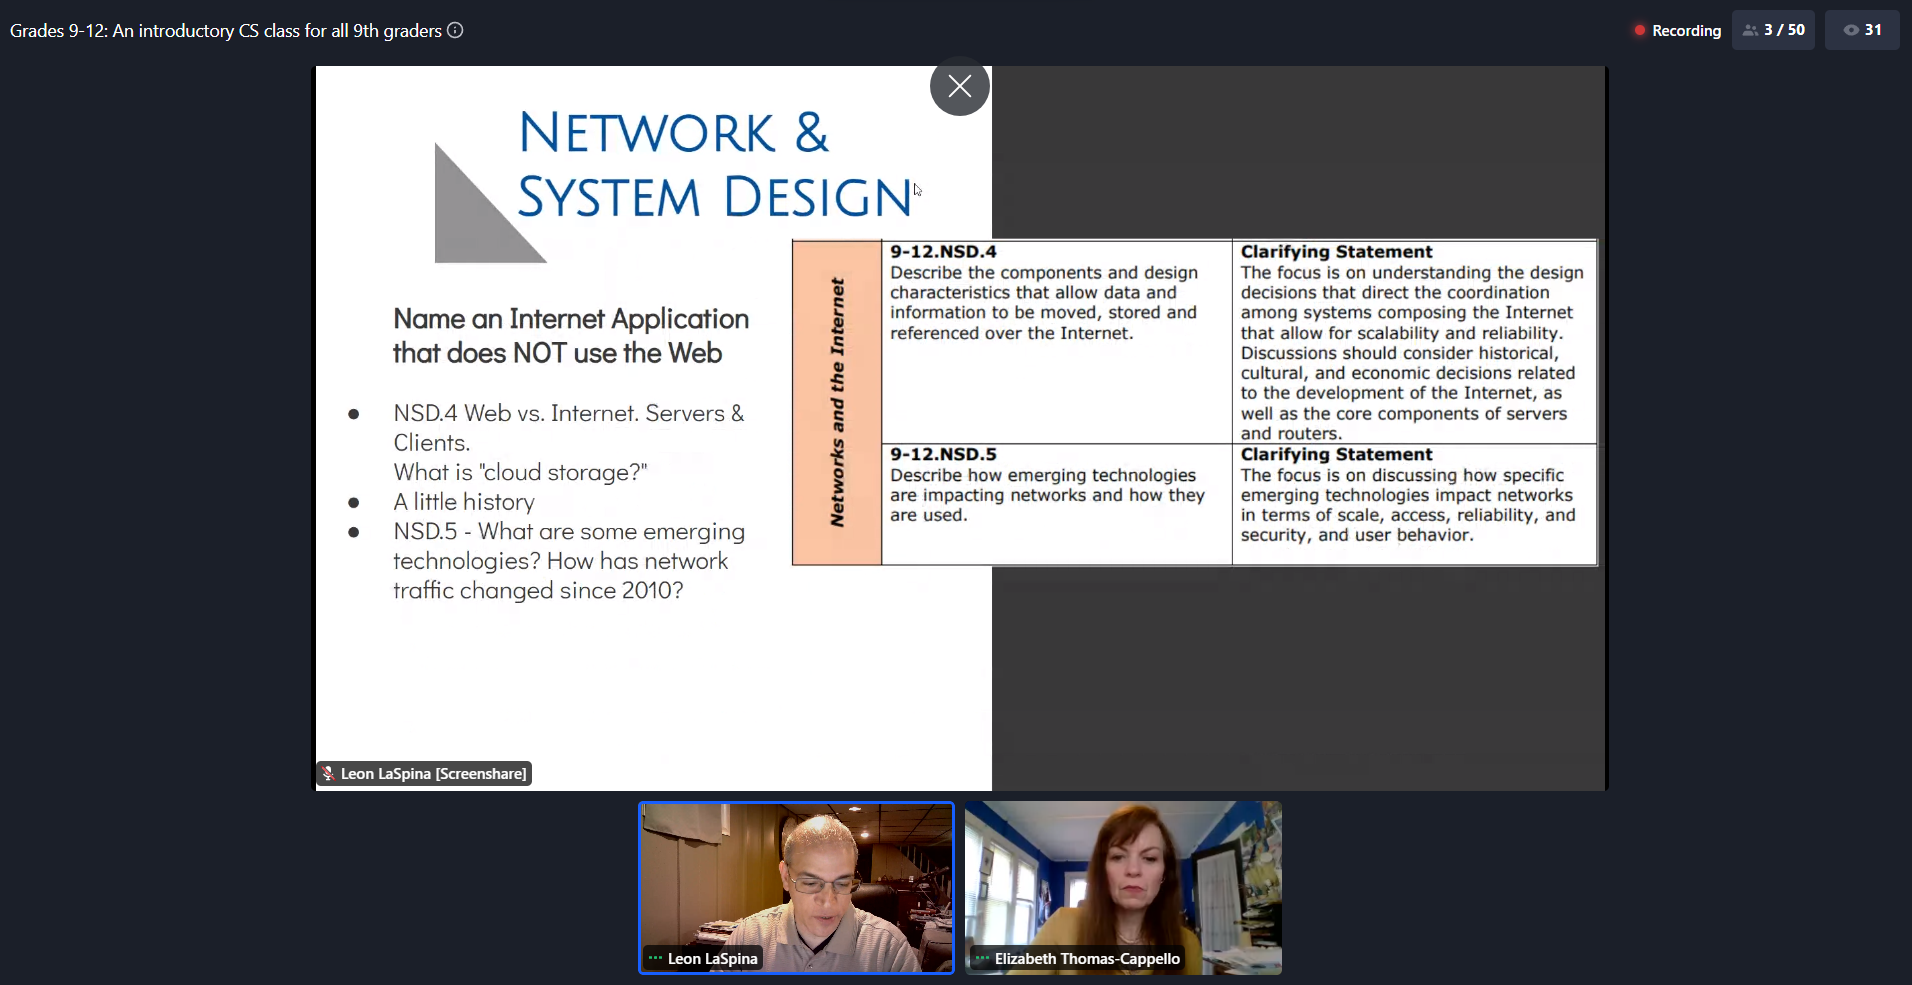 Grades 9-12: An introductory CS class for all 9th graders
Recording
3 / 50
31
NETWORK &
SYSTEM DESIGN
Name an Internet Application
that does NOT use the Web
● NSD.4 Web vs. Internet. Servers &
Clients.
What is "cloud storage?"
● A little history
● NSD.5 - What are some emerging
technologies? How has network
traffic changed since 2010?
Networks and the Internet
9-12.NSD.4
Describe the components and design
characteristics that allow data and
information to be moved, stored and
referenced over the Internet.
Clarifying Statement
The focus is on understanding the design
decisions that direct the coordination
among systems composing the Internet
that allow for scalability and reliability.
Discussions should consider historical,
cultural, and economic decisions related
to the development of the Internet, as
well as the core components of servers
and routers.
9-12.NSD.5
Describe how emerging technologies
are impacting networks and how they
are used.
Clarifying Statement
The focus is on discussing how specific
emerging technologies impact networks
in terms of scale, access, reliability, and
security, and user behavior.
Leon LaSpina [Screenshare]
Leon LaSpina
Elizabeth Thomas-Cappello